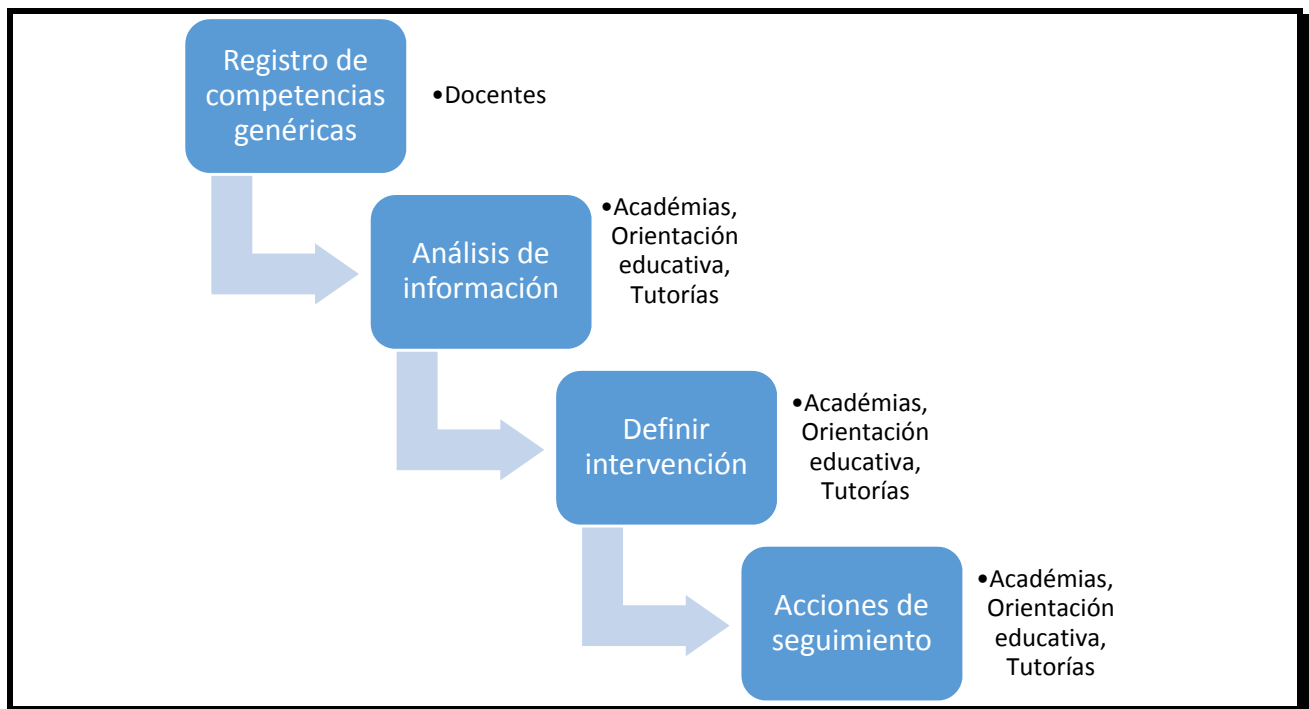 Registro de
competencias
genéricas
•Docentes
Análisis de
información
•Académias,
Orientación
educativa,
Tutorías
Definir
intervención
•Académias,
Orientación
educativa,
Tutorías
Acciones de
seguimiento
•Académias,
Orientación
educativa,
Tutorías